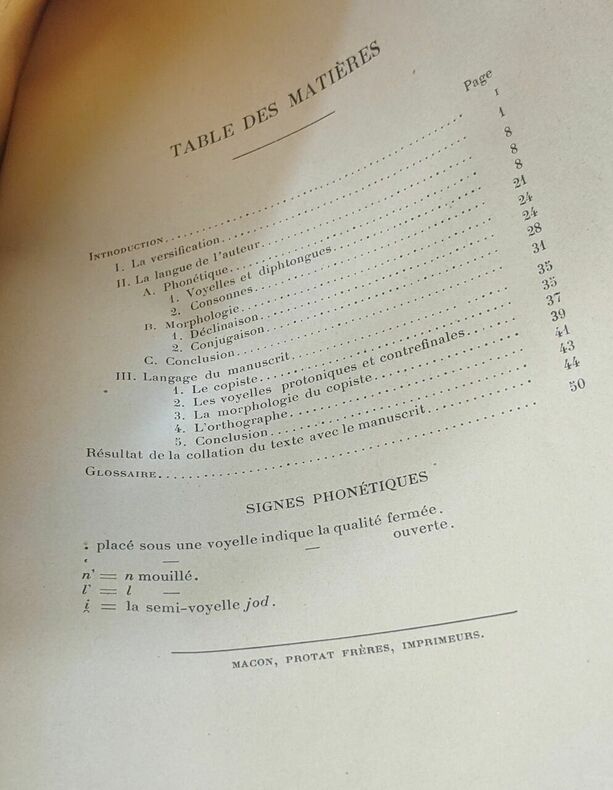 TABLE DES MATIÈRES
Page
INTRODUCTION........ I
I. La versification........ 1
II. La langue de l'auteur........ 8
A. Phonétique........ 8
1. Voyelles et diphtongues........ 8
2. Consonnes........ 21
B. Morphologie........ 24
1. Déclinaison........ 24
2. Conjugaison........ 28
C. Conclusion........ 31
III. Langage du manuscrit........ 35
1. Le copiste........ 35
2. Les voyelles protoniques et contrefinales........ 37
3. La morphologie du copiste........ 39
4. L'orthographe........ 41
5. Conclusion........ 43
Résultat de la collation du texte avec le manuscrit........ 44
GLOSSAIRE........ 50
SIGNES PHONÉTIQUES
. placé sous une voyelle indique la qualité fermée.
˛ — — ouverte.
n' = n mouillé.
l' = l —
i̯ = la semi-voyelle jod.
MACON, PROTAT FRÈRES, IMPRIMEURS.